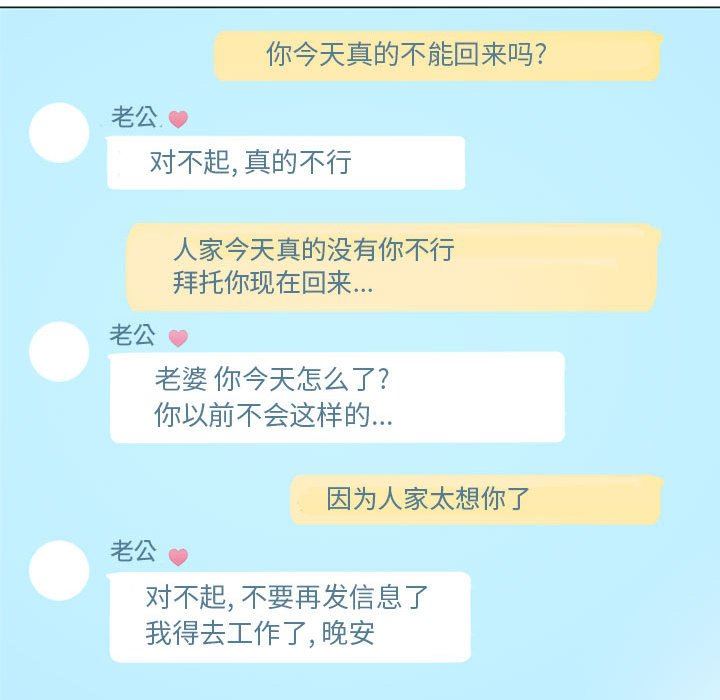 你今天真的不能回来吗?
老公
对不起, 真的不行
人家今天真的没有你不行
拜托你现在回来...
老公
老婆 你今天怎么了?
你以前不会这样的...
因为人家太想你了
老公
对不起, 不要再发信息了
我得去工作了, 晚安